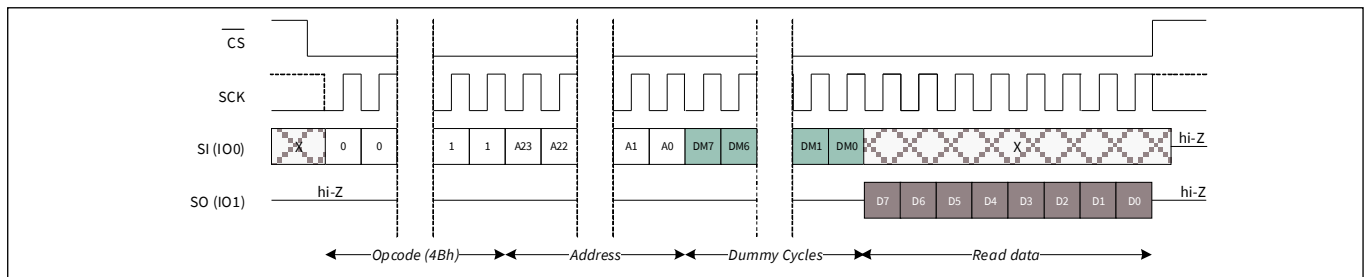 CS
SCK
SI (IO0) X 0 0 1 1 A23 A22 A1 A0 DM7 DM6 DM1 DM0 X hi-Z
SO (IO1) hi-Z D7 D6 D5 D4 D3 D2 D1 D0 hi-Z
Opcode (4Bh) Address Dummy Cycles Read data